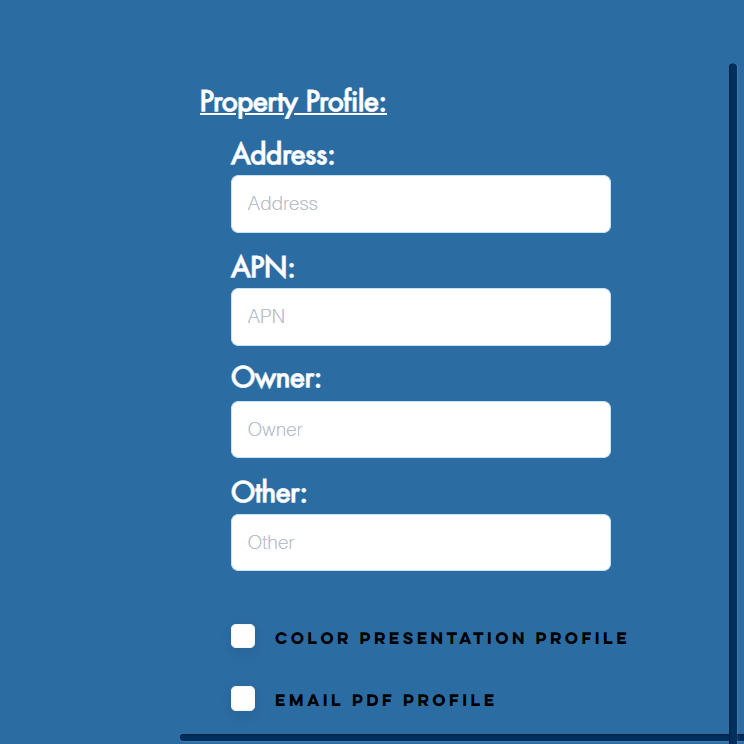 Property Profile:
Address:
Address
APN:
APN
Owner:
Owner
Other:
Other
COLOR PRESENTATION PROFILE
EMAIL PDF PROFILE